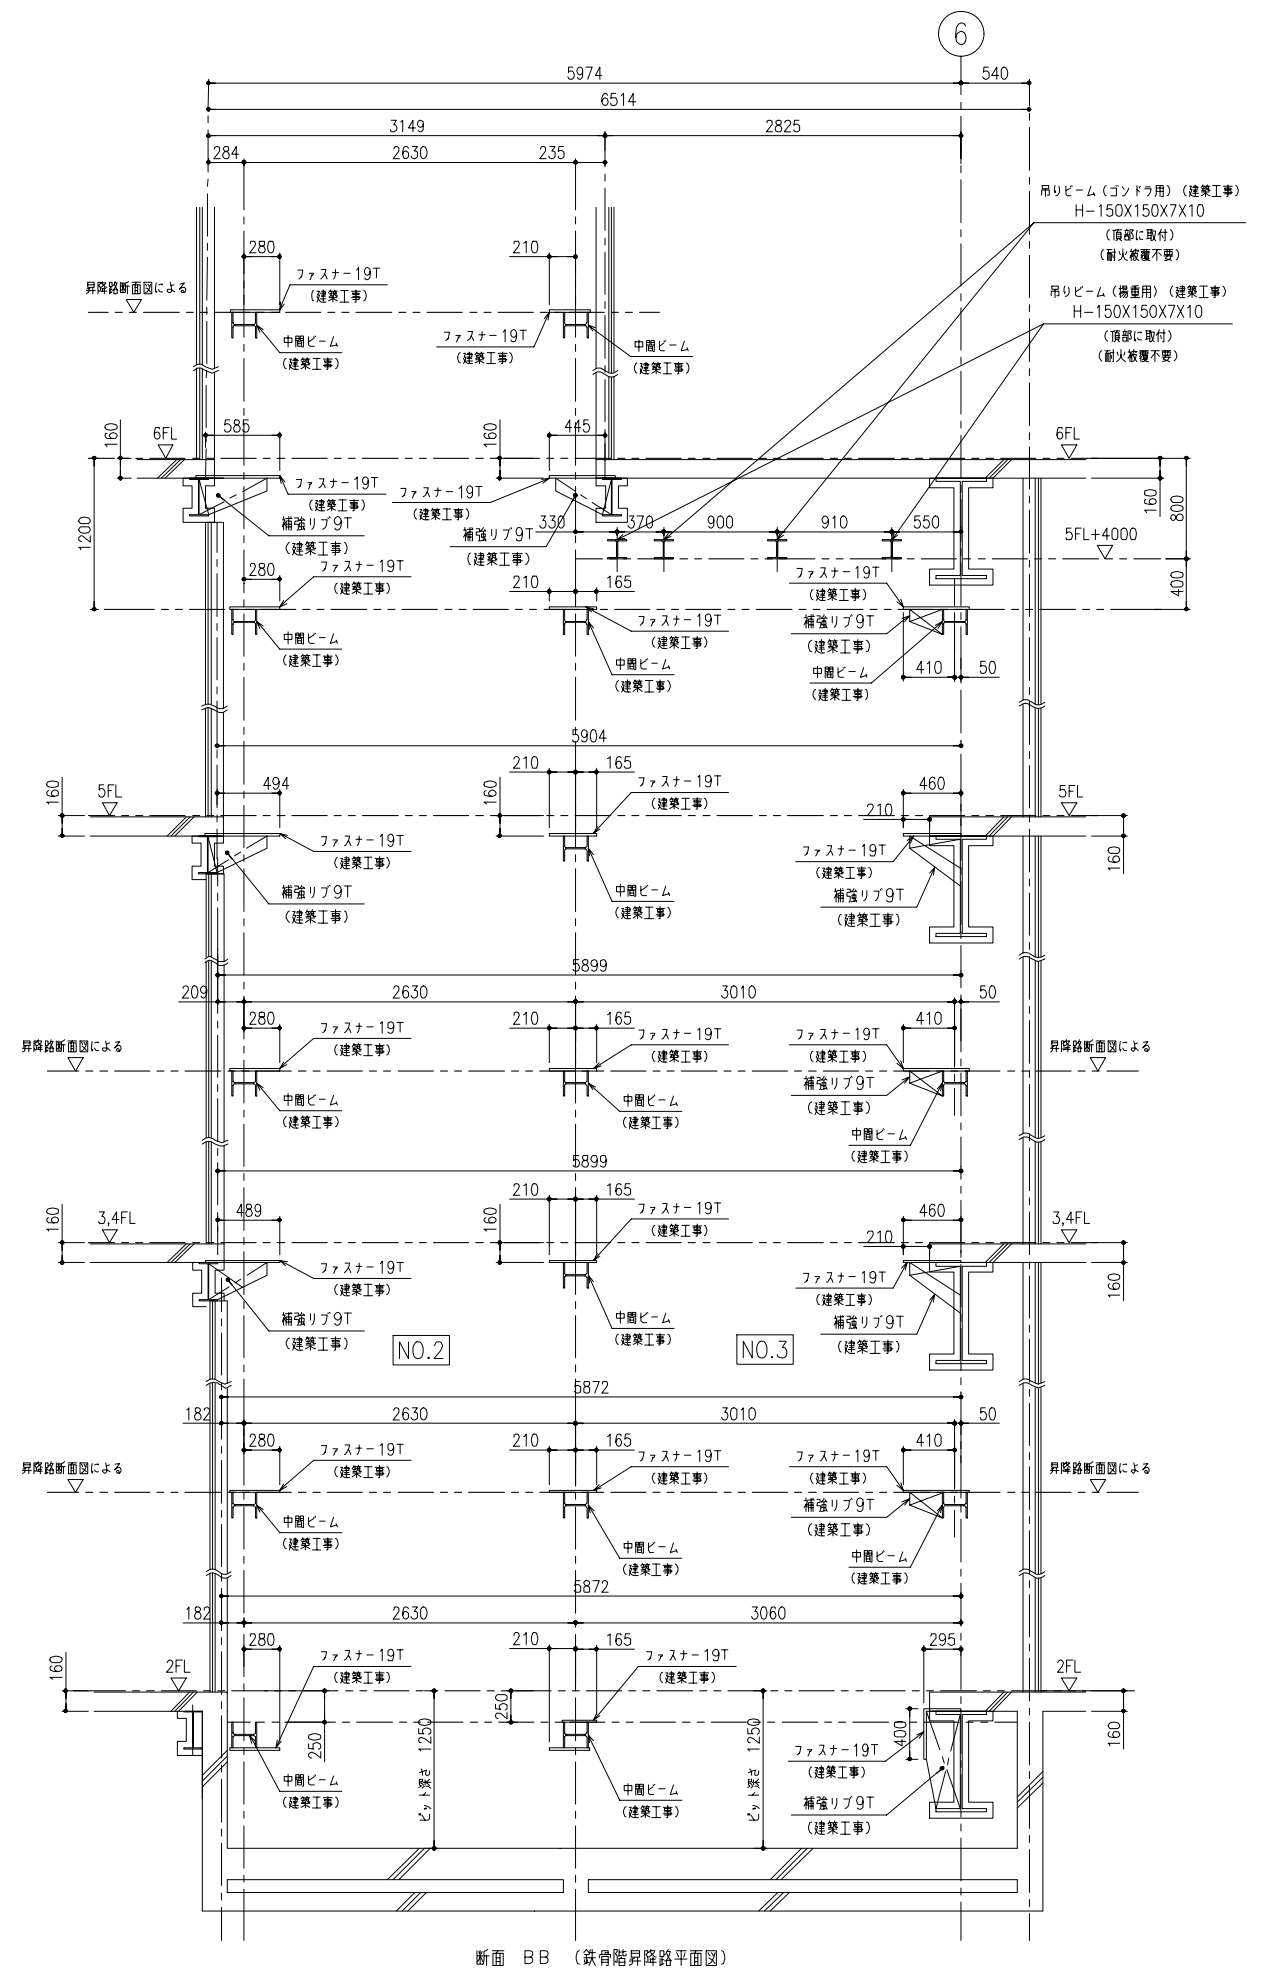 6
5974 540
6514
3149 2825
284 2630 235
吊りビーム（ゴンドラ用）（建築工事）
H-150X150X7X10
（頂部に取付）
（耐火被覆不要）
280 210
昇降路断面図による
ファスナー19T
（建築工事）
吊りビーム（揚重用）（建築工事）
H-150X150X7X10
（頂部に取付）
（耐火被覆不要）
中間ビーム
（建築工事）
ファスナー19T
（建築工事）
中間ビーム
（建築工事）
160 6FL 585 160 445 6FL
ファスナー19T
（建築工事）
ファスナー19T
（建築工事）
160 800
補強リブ9T
（建築工事）
補強リブ9T
（建築工事）
330 370 900 910 550
5FL+4000
1200
400
280 ファスナー19T
（建築工事）
210 165
ファスナー19T
（建築工事）
ファスナー19T
（建築工事）
補強リブ9T
（建築工事）
中間ビーム
（建築工事）
中間ビーム
（建築工事）
中間ビーム
（建築工事）
410 50
5904
210 165
160 5FL 494 160
ファスナー19T
（建築工事）
460 5FL
210
ファスナー19T
（建築工事）
ファスナー19T
（建築工事）
160
補強リブ9T
（建築工事）
中間ビーム
（建築工事）
補強リブ9T
（建築工事）
5899
209 2630 3010 50
280 210 165 410
昇降路断面図による
ファスナー19T
（建築工事）
ファスナー19T
（建築工事）
ファスナー19T
（建築工事）
昇降路断面図による
補強リブ9T
（建築工事）
中間ビーム
（建築工事）
中間ビーム
（建築工事）
中間ビーム
（建築工事）
5899
210 165
160 3,4FL 489 160
ファスナー19T
（建築工事）
460 3,4FL
210
ファスナー19T
（建築工事）
ファスナー19T
（建築工事）
160
補強リブ9T
（建築工事）
中間ビーム
（建築工事）
補強リブ9T
（建築工事）
NO.2 NO.3
5872
182 2630 3010 50
280 210 165 410
昇降路断面図による
ファスナー19T
（建築工事）
ファスナー19T
（建築工事）
ファスナー19T
（建築工事）
昇降路断面図による
補強リブ9T
（建築工事）
中間ビーム
（建築工事）
中間ビーム
（建築工事）
中間ビーム
（建築工事）
5872
182 2630 3060
280 210 165 295
160 2FL
ファスナー19T
（建築工事）
ファスナー19T
（建築工事）
2FL
250 ピット深さ 1250 250 ピット深さ 1250 400 160
ファスナー19T
（建築工事）
中間ビーム
（建築工事）
中間ビーム
（建築工事）
補強リブ9T
（建築工事）
断面 BB （鉄骨階昇降路平面図）